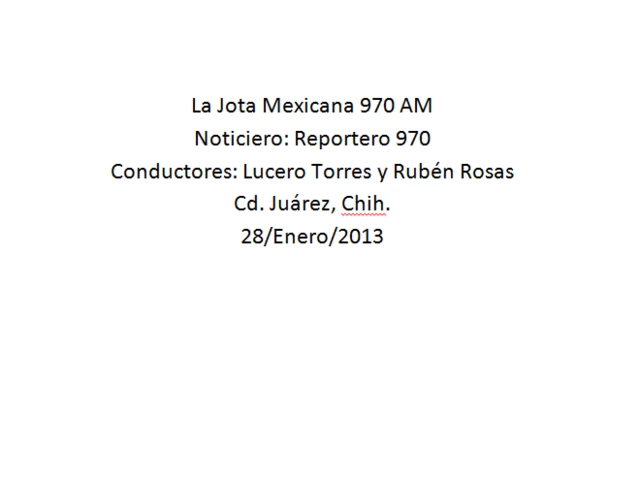 La Jota Mexicana 970 AM
Noticiero: Reportero 970
Conductores: Lucero Torres y Rubén Rosas
Cd. Juárez, Chih.
28/Enero/2013